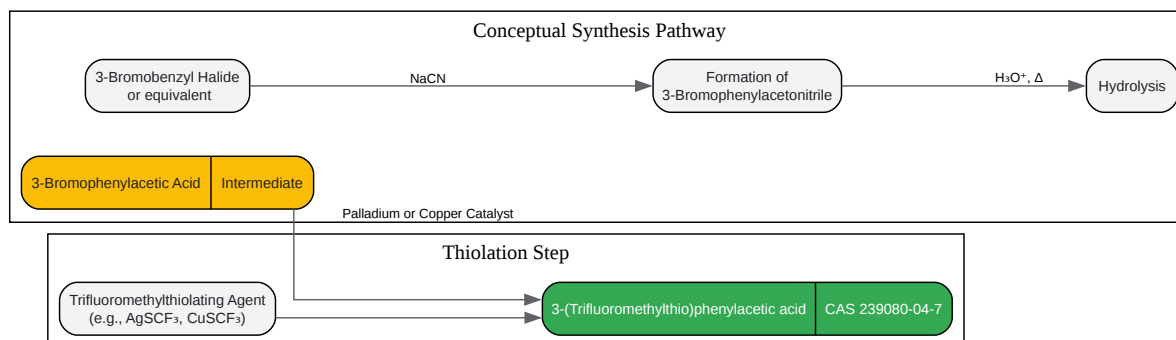 Conceptual Synthesis Pathway
3-Bromobenzyl Halide
or equivalent
NaCN
Formation of
3-Bromophenylacetonitrile
H₃O⁺, Δ
Hydrolysis
3-Bromophenylacetic Acid
Intermediate
Palladium or Copper Catalyst
Thiolation Step
Trifluoromethylthiolating Agent
(e.g., AgSCF₃, CuSCF₃)
3-(Trifluoromethylthio)phenylacetic acid
CAS 239080-04-7